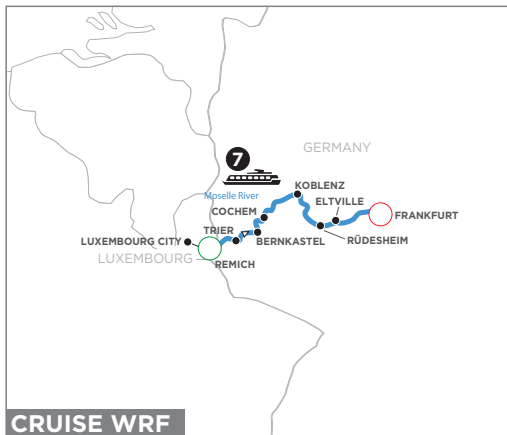 7
GERMANY
KOBLENZ
Moselle River
ELTVILLE
COCHEM
FRANKFURT
TRIER
BERNKASTEL
RÜDESHEIM
LUXEMBOURG CITY
LUXEMBOURG
REMICH
CRUISE WRF